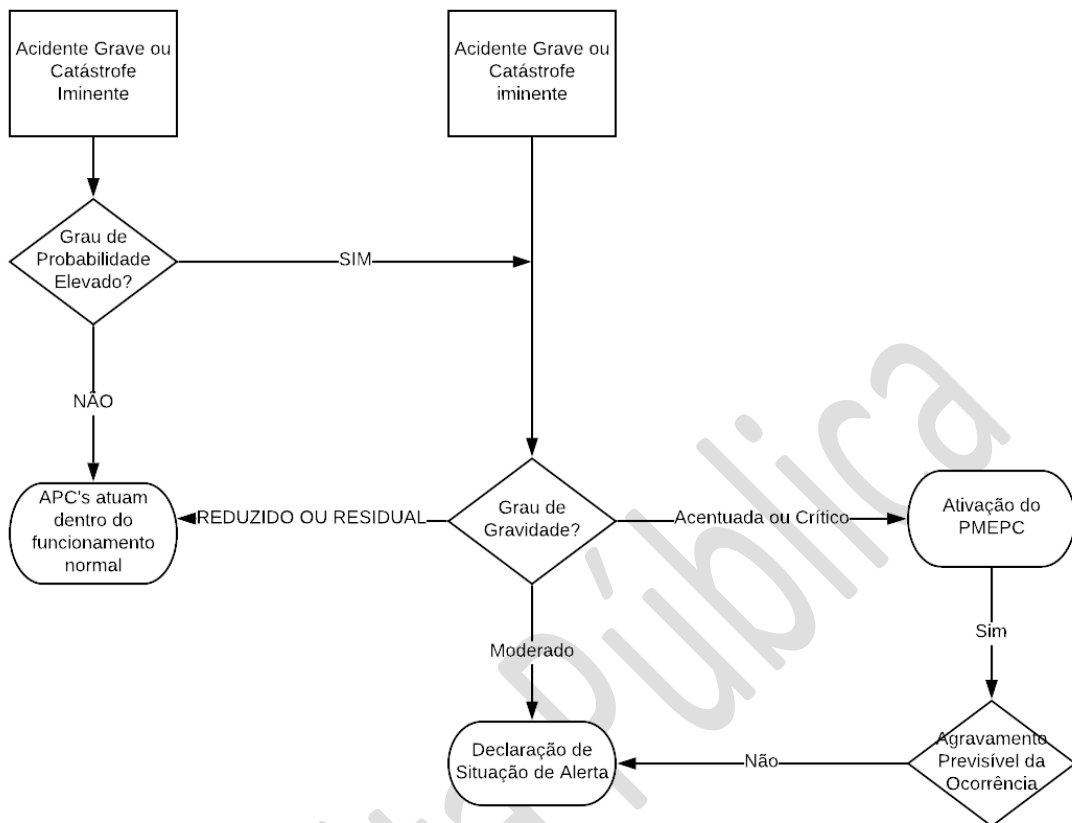 Acidente Grave ou
Catástrofe
Iminente
Acidente Grave ou
Catástrofe
iminente
Grau de
Probabilidade
Elevado?
SIM
NÃO
APC's atuam
dentro do
funcionamento
normal
REDUZIDO OU RESIDUAL
Grau de
Gravidade?
Acentuada ou Crítico
Ativação do
PMEPC
Sim
Moderado
Declaração de
Situação de Alerta
Não
Agravamento
Previsível da
Ocorrência
Pública